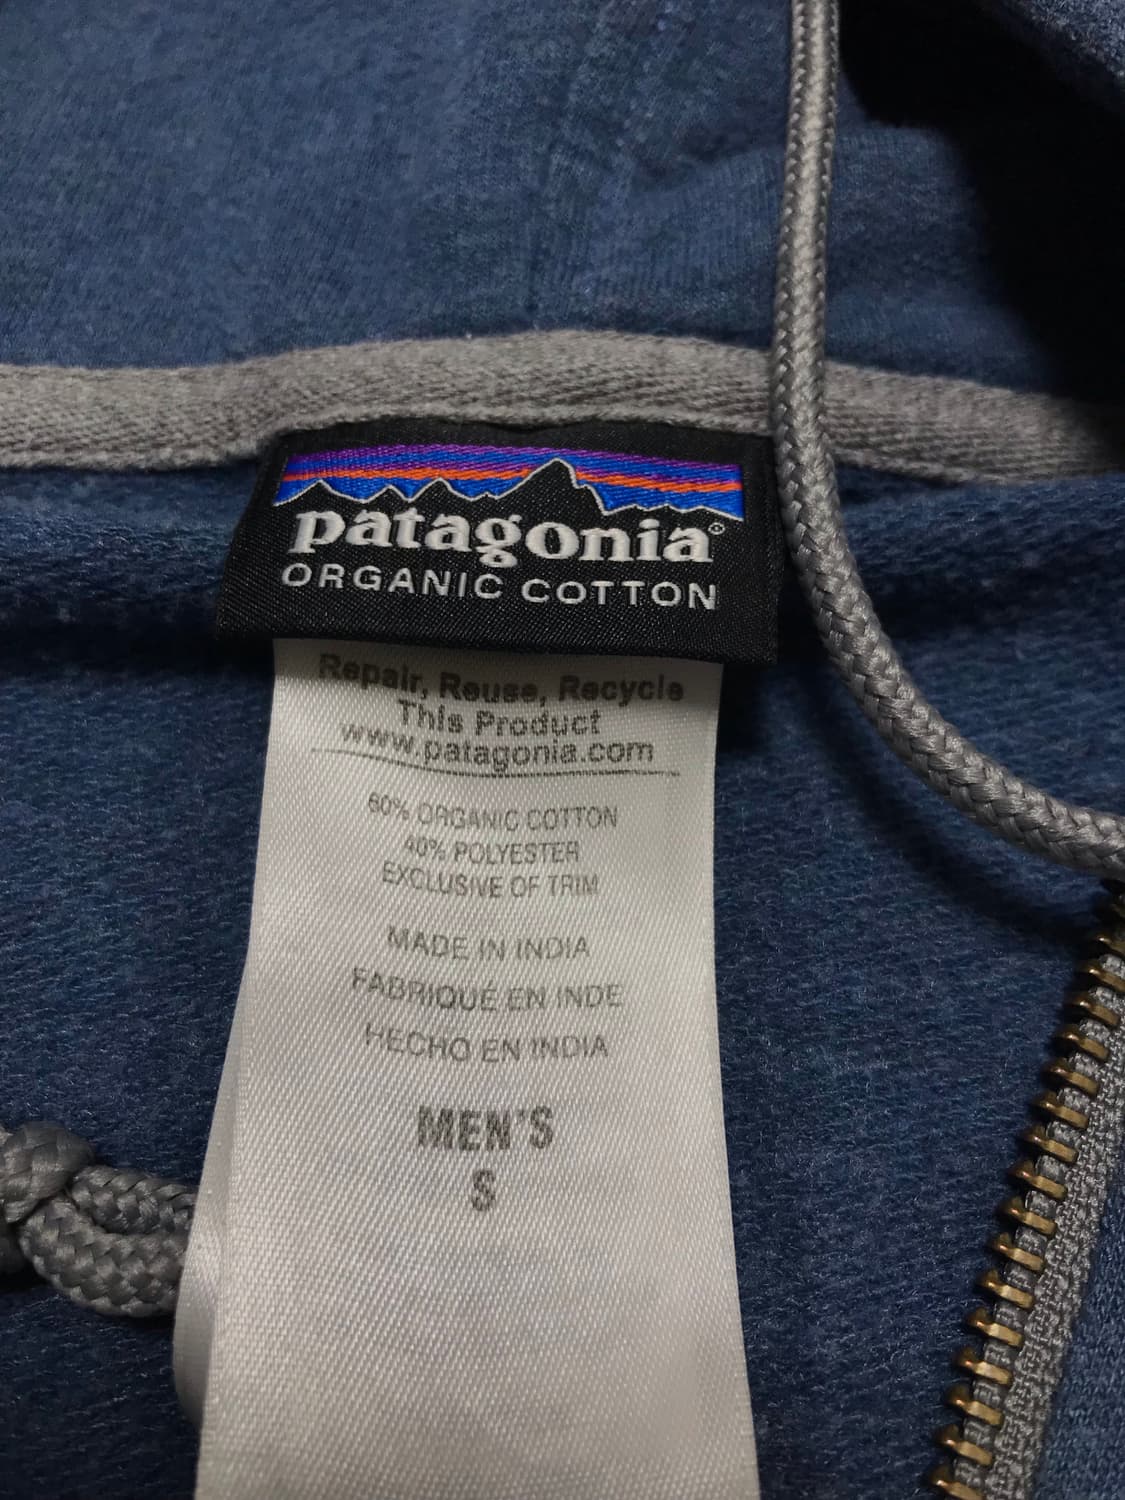 patagonia®
ORGANIC COTTON
Repair, Reuse, Recycle
This Product
www.patagonia.com
60% ORGANIC COTTON
40% POLYESTER
EXCLUSIVE OF TRIM
MADE IN INDIA
FABRIQUÉ EN INDE
HECHO EN INDIA
MEN'S
S